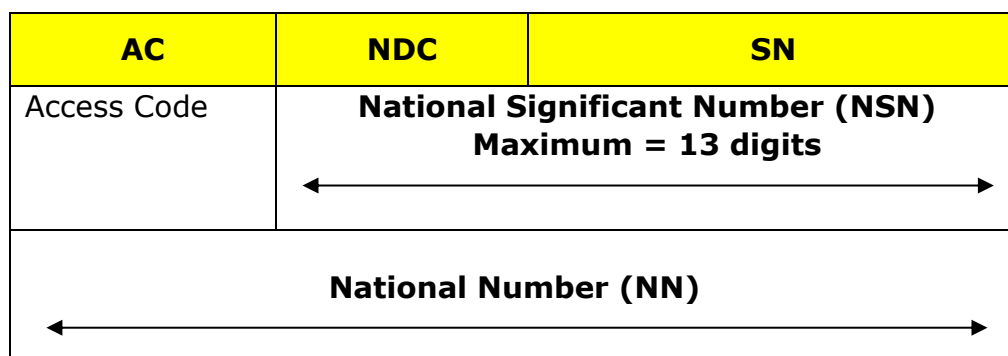 AC NDC SN
Access Code National Significant Number (NSN)
Maximum = 13 digits
National Number (NN)